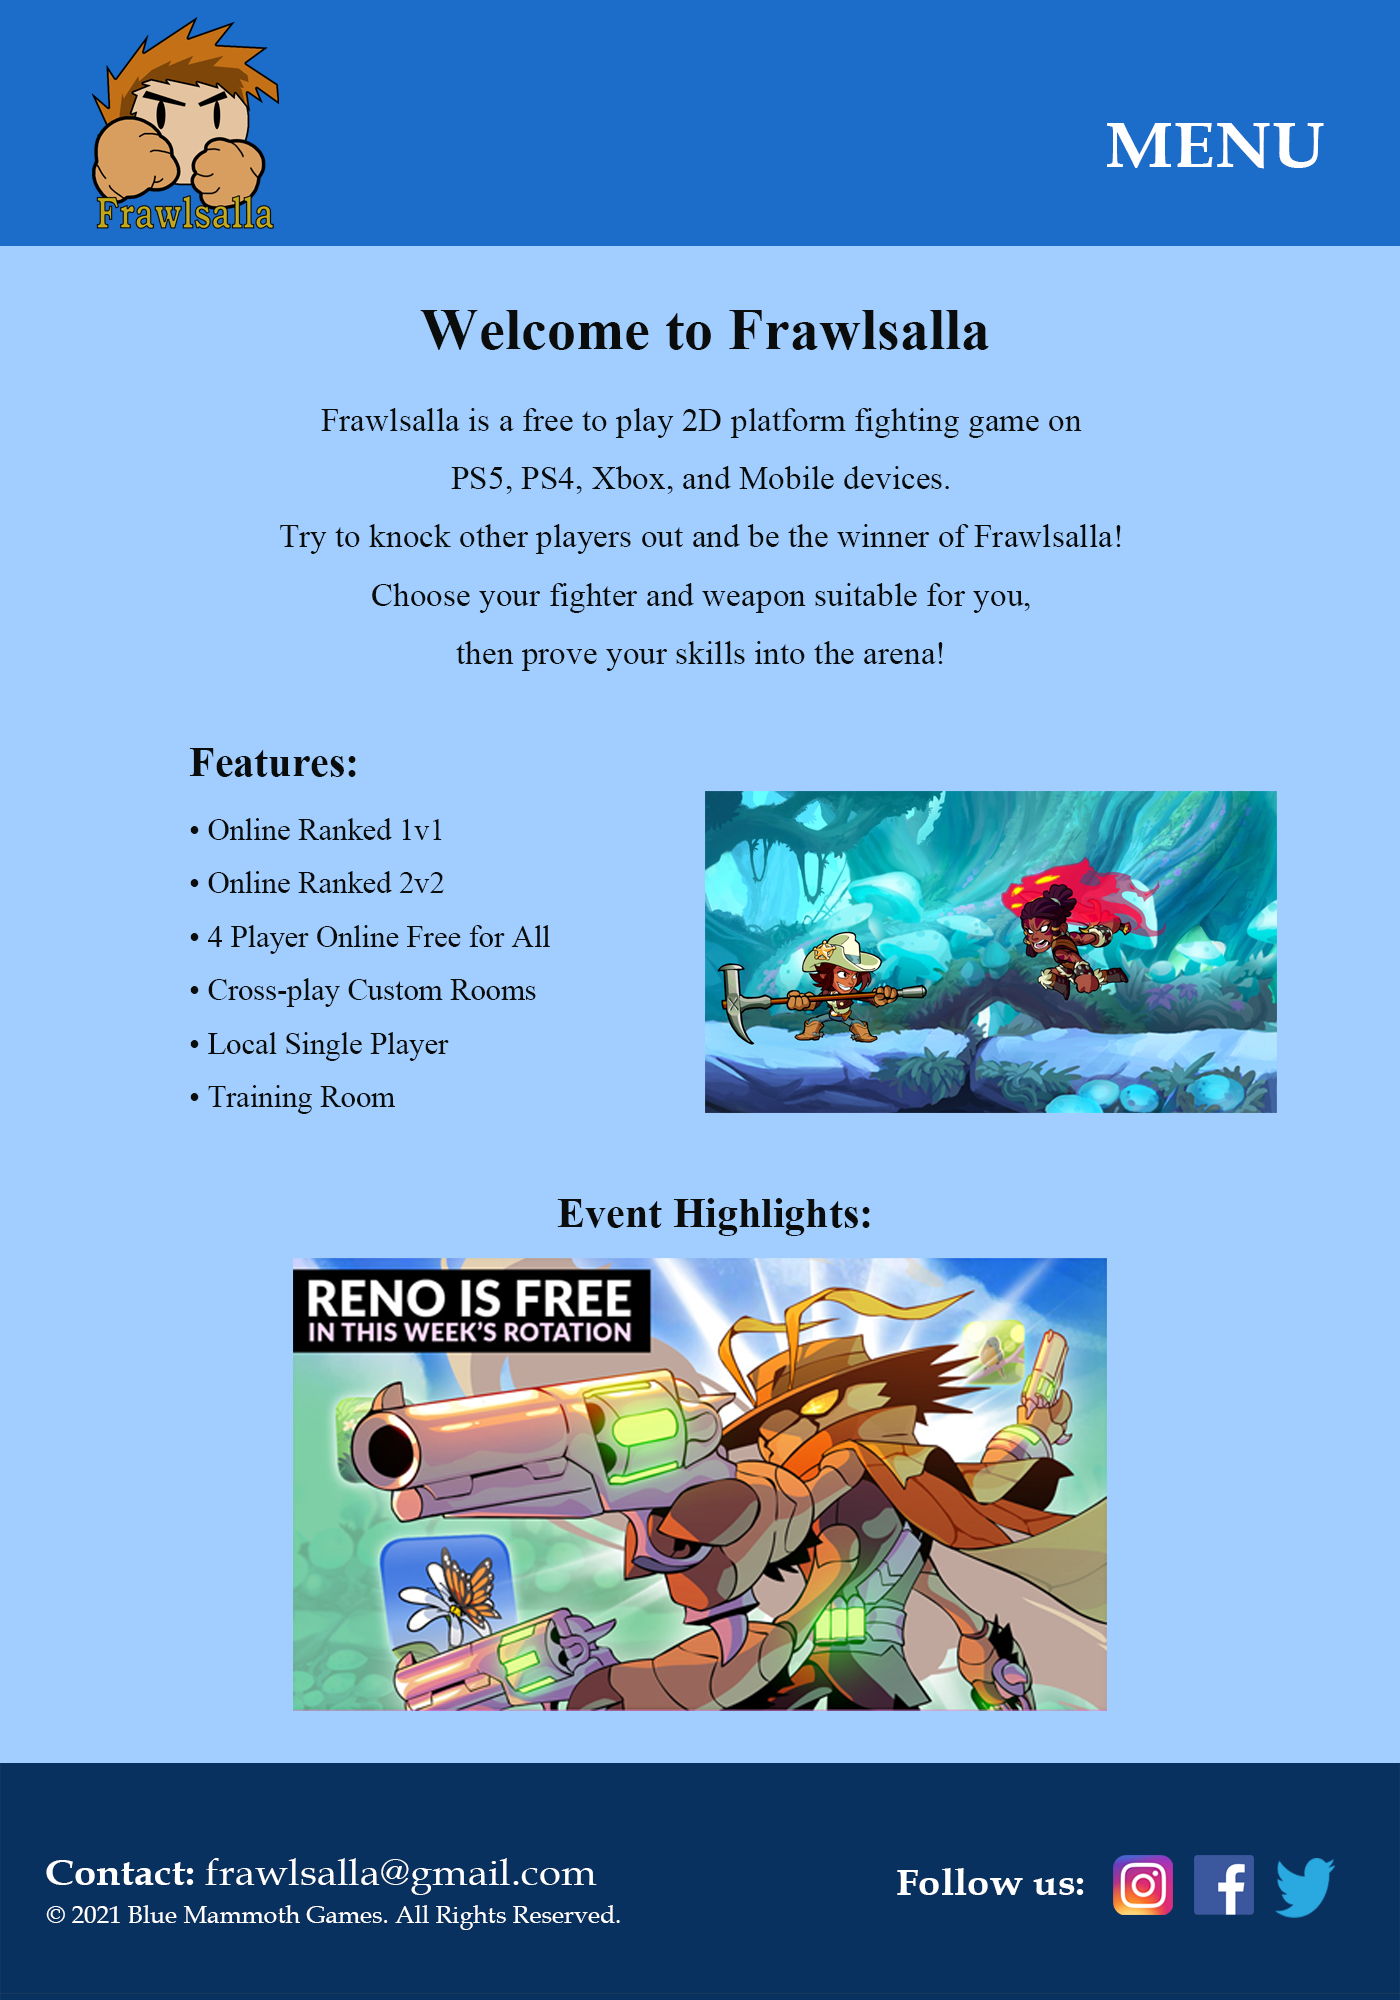 Frawlsalla
MENU
Welcome to Frawlsalla
Frawlsalla is a free to play 2D platform fighting game on
PS5, PS4, Xbox, and Mobile devices.
Try to knock other players out and be the winner of Frawlsalla!
Choose your fighter and weapon suitable for you,
then prove your skills into the arena!
Features:
• Online Ranked 1v1
• Online Ranked 2v2
• 4 Player Online Free for All
• Cross-play Custom Rooms
• Local Single Player
• Training Room
Event Highlights:
RENO IS FREE
IN THIS WEEK'S ROTATION
Contact: frawlsalla@gmail.com
© 2021 Blue Mammoth Games. All Rights Reserved.
Follow us: